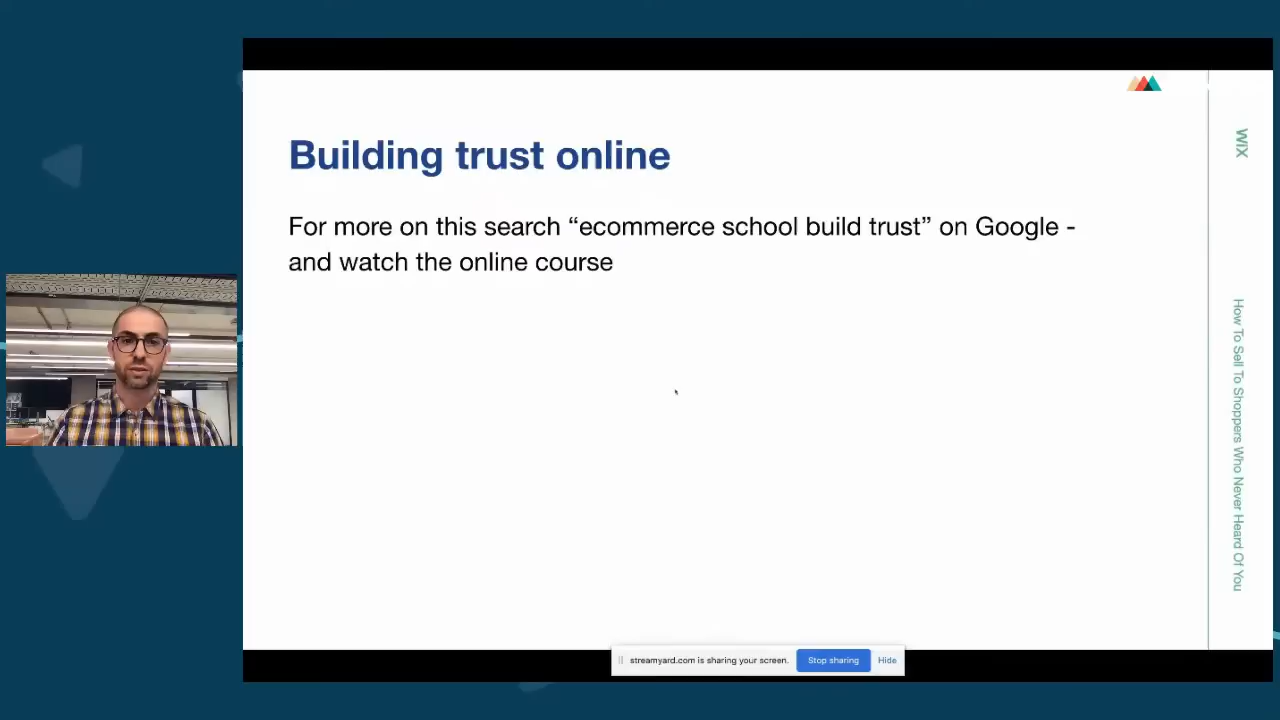 Building trust online
For more on this search “ecommerce school build trust” on Google -
and watch the online course
WIX
How To Sell To Shoppers Who Never Heard Of You
streamyard.com is sharing your screen.
Stop sharing
Hide